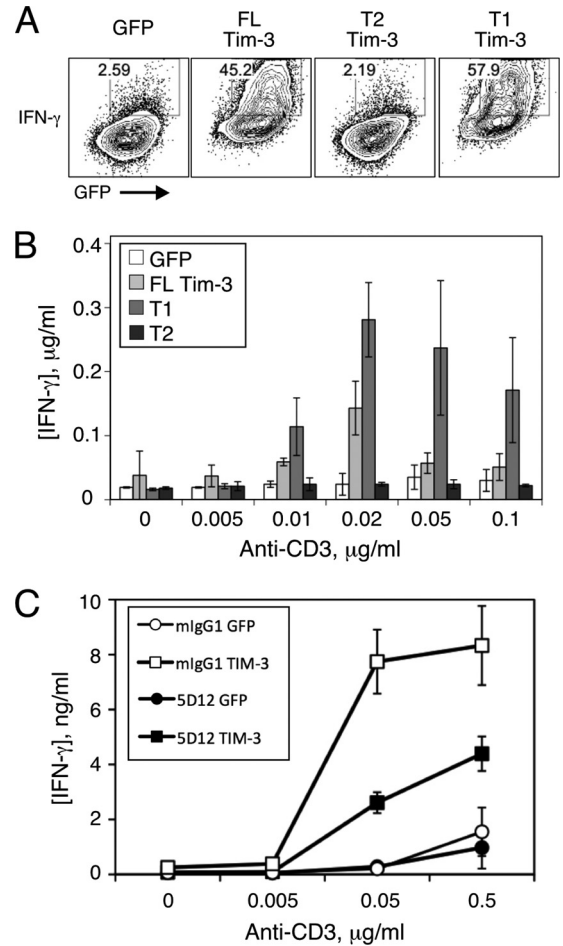 A
GFP
FL
Tim-3
T2
Tim-3
T1
Tim-3
2.59
45.2
2.19
57.9
IFN-γ
GFP
B
0.4
0.3
0.2
0.1
0
[IFN-γ], μg/ml
GFP
FL Tim-3
T1
T2
0 0.005 0.01 0.02 0.05 0.1
Anti-CD3, μg/ml
C
10
8
6
4
2
0
[IFN-γ], ng/ml
mIgG1 GFP
mIgG1 TIM-3
5D12 GFP
5D12 TIM-3
0 0.005 0.05 0.5
Anti-CD3, μg/ml